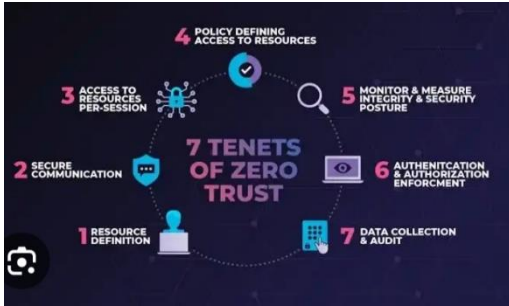 4 POLICY DEFINING
ACCESS TO RESOURCES
3 ACCESS TO
RESOURCES
PER-SESSION
5 MONITOR & MEASURE
INTEGRITY & SECURITY
POSTURE
7 TENETS
OF ZERO
TRUST
2 SECURE
COMMUNICATION
6 AUTHENITCATION
& AUTHORIZATION
ENFORCMENT
1 RESOURCE
DEFINITION
7 DATA COLLECTION
& AUDIT